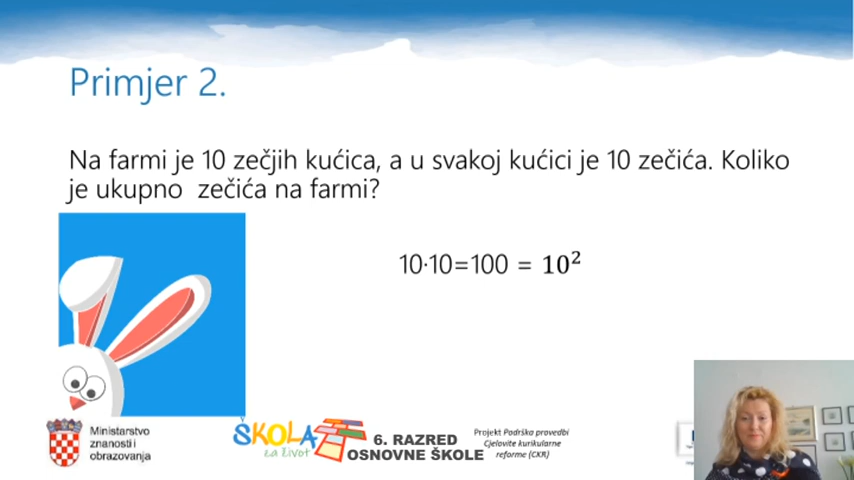 Primjer 2.
Na farmi je 10 zečjih kućica, a u svakoj kućici je 10 zečića. Koliko
je ukupno zečića na farmi?
10·10=100 = 10²
Ministarstvo
znanosti i
obrazovanja
ŠKOLA
za život
6. RAZRED
OSNOVNE ŠKOLE
Projekt Podrška provedbi
Cjelovite kurikularne
reforme (CKR)